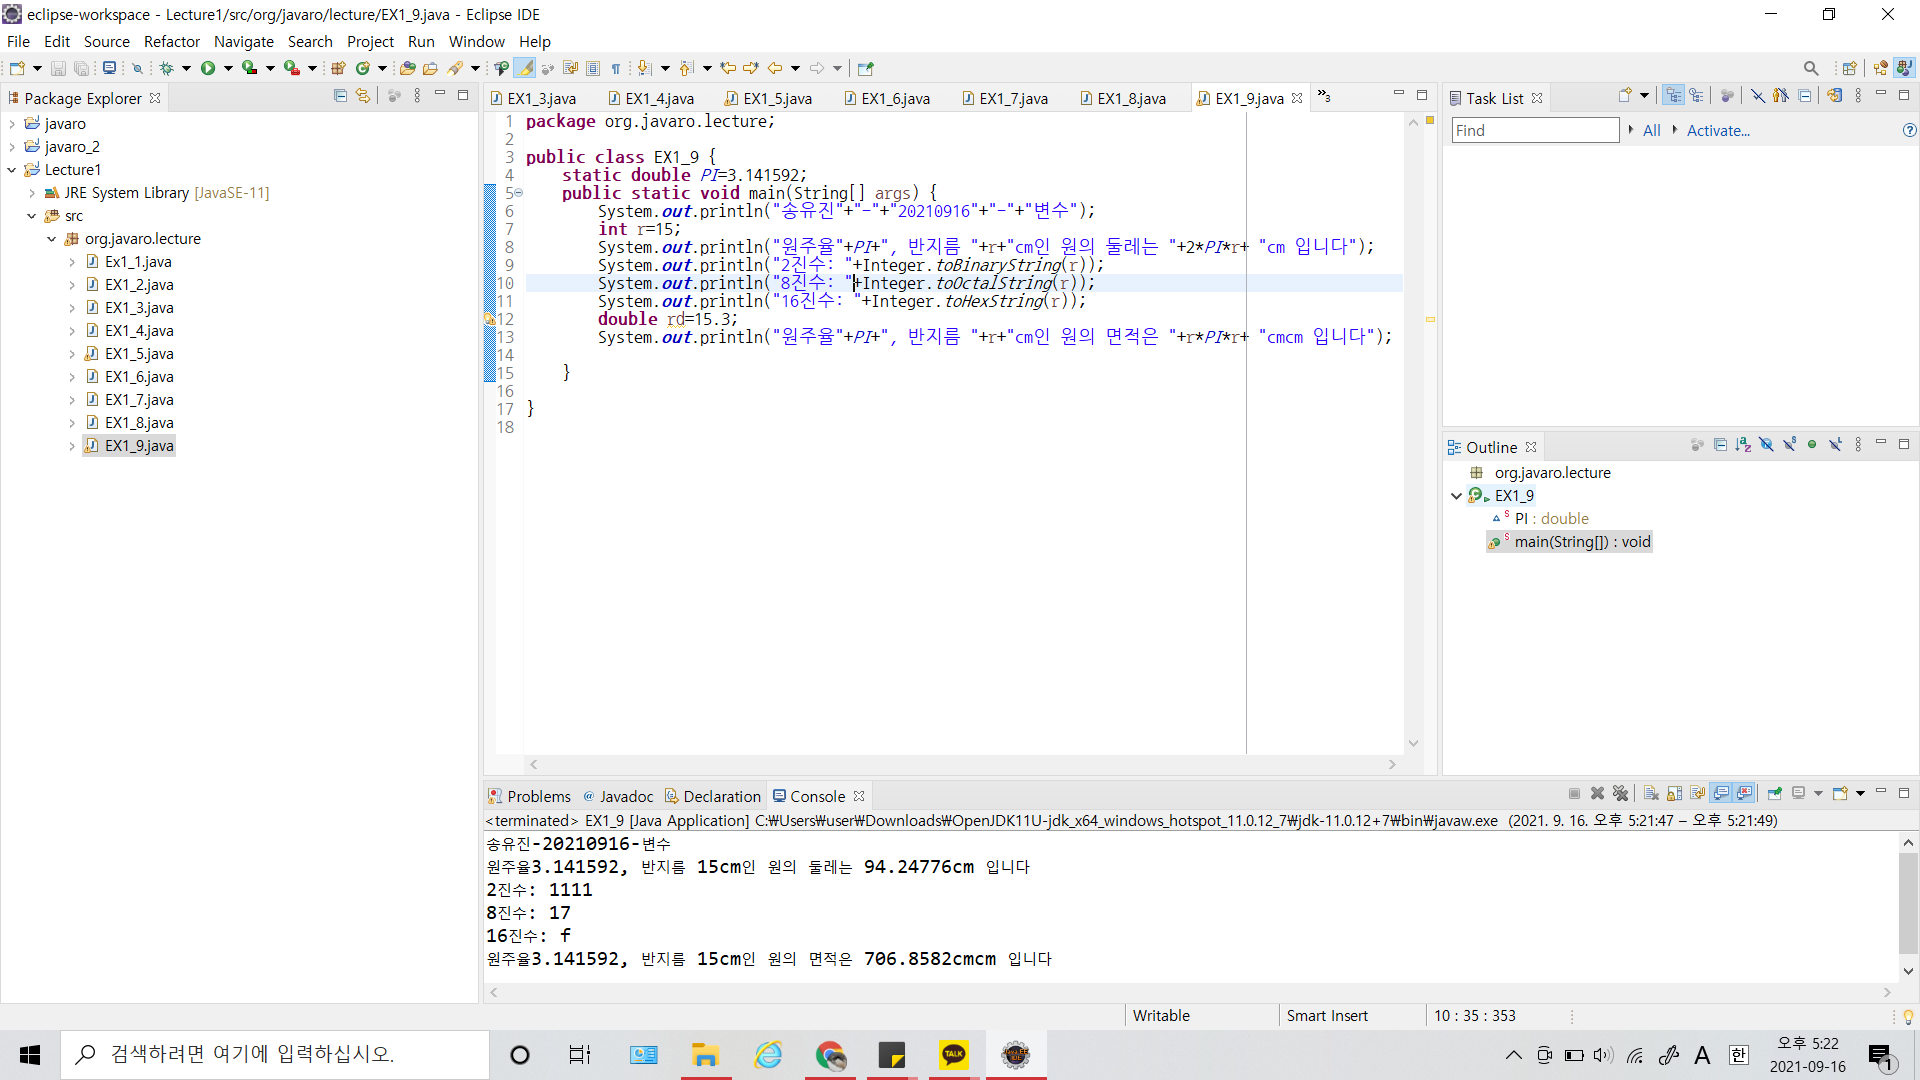 eclipse-workspace - Lecture1/src/org/javaro/lecture/EX1_9.java - Eclipse IDE
File Edit Source Refactor Navigate Search Project Run Window Help
Package Explorer
javaro
javaro_2
Lecture1
JRE System Library [JavaSE-11]
src
org.javaro.lecture
Ex1_1.java
EX1_2.java
EX1_3.java
EX1_4.java
EX1_5.java
EX1_6.java
EX1_7.java
EX1_8.java
EX1_9.java
EX1_3.java EX1_4.java EX1_5.java EX1_6.java EX1_7.java EX1_8.java EX1_9.java »3
1 package org.javaro.lecture;
2
3 public class EX1_9 {
4 static double PI=3.141592;
5 public static void main(String[] args) {
6 System.out.println("송유진"+"-"+"20210916"+"-"+"변수");
7 int r=15;
8 System.out.println("원주율"+PI+", 반지름 "+r+"cm인 원의 둘레는 "+2*PI*r+ "cm 입니다");
9 System.out.println("2진수: "+Integer.toBinaryString(r));
10 System.out.println("8진수: "+Integer.toOctalString(r));
11 System.out.println("16진수: "+Integer.toHexString(r));
12 double rd=15.3;
13 System.out.println("원주율"+PI+", 반지름 "+r+"cm인 원의 면적은 "+r*PI*r+ "cmcm 입니다");
14
15 }
16
17 }
18
Task List
Find All Activate...
Outline
org.javaro.lecture
EX1_9
PI : double
main(String[]) : void
Problems @ Javadoc Declaration Console
<terminated> EX1_9 [Java Application] C:₩Users₩user₩Downloads₩OpenJDK11U-jdk_x64_windows_hotspot_11.0.12_7₩jdk-11.0.12+7₩bin₩javaw.exe (2021. 9. 16. 오후 5:21:47 – 오후 5:21:49)
송유진-20210916-변수
원주율3.141592, 반지름 15cm인 원의 둘레는 94.24776cm 입니다
2진수: 1111
8진수: 17
16진수: f
원주율3.141592, 반지름 15cm인 원의 면적은 706.8582cmcm 입니다
Writable Smart Insert 10 : 35 : 353
검색하려면 여기에 입력하십시오.
TALK
A 한
오후 5:22
2021-09-16
1